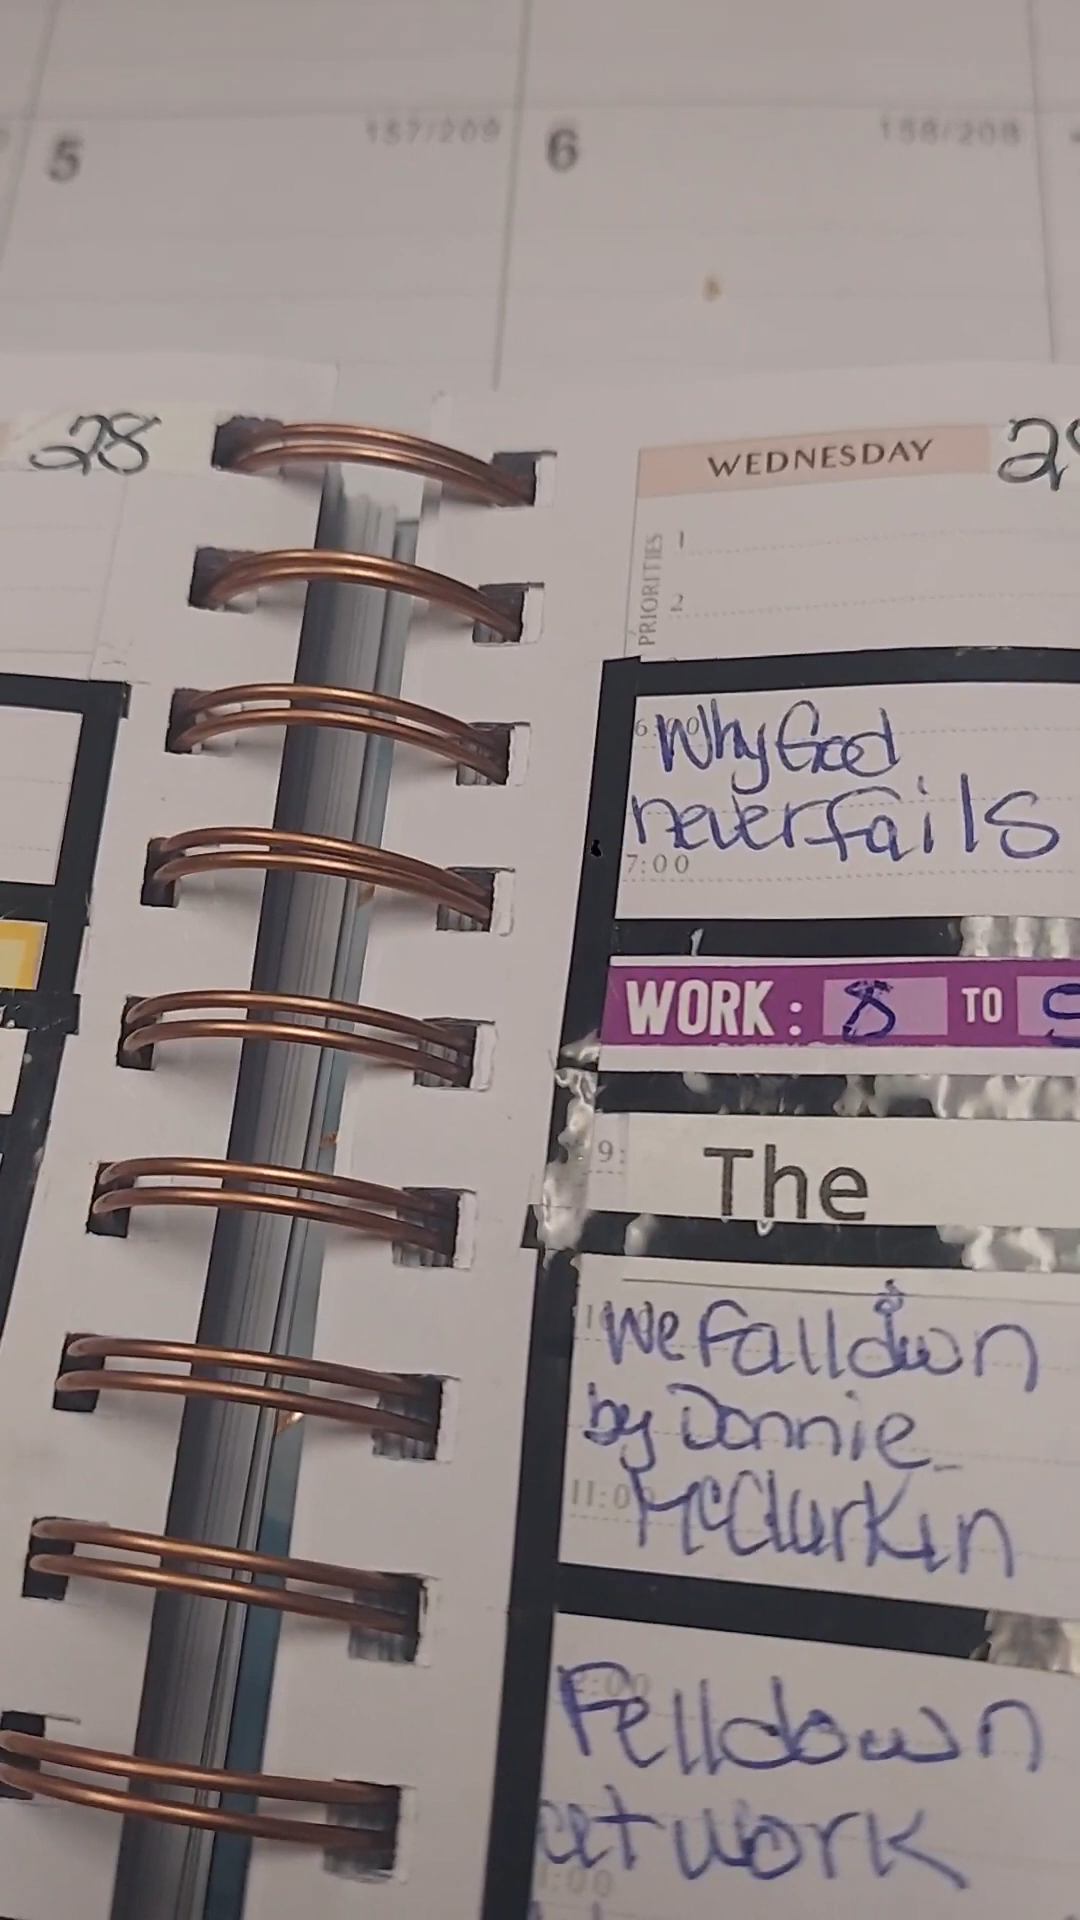 5 157/209 6 158/208
28
WEDNESDAY
PRIORITIES
1
2
Why God
never fails
7:00
WORK: 8 TO
9:
The
We fall down
by Donnie
11:00
McClurkin
Fell down
at work